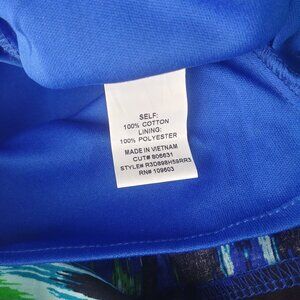 SELF:
100% COTTON
LINING:
100% POLYESTER
MADE IN VIETNAM
CUT# 806631
STYLE# R3D898H59RR3
RN# 109603